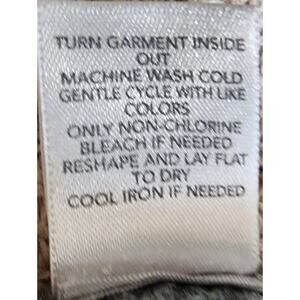 TURN GARMENT INSIDE
OUT
MACHINE WASH COLD
GENTLE CYCLE WITH LIKE
COLORS
ONLY NON-CHLORINE
BLEACH IF NEEDED
RESHAPE AND LAY FLAT
TO DRY
COOL IRON IF NEEDED